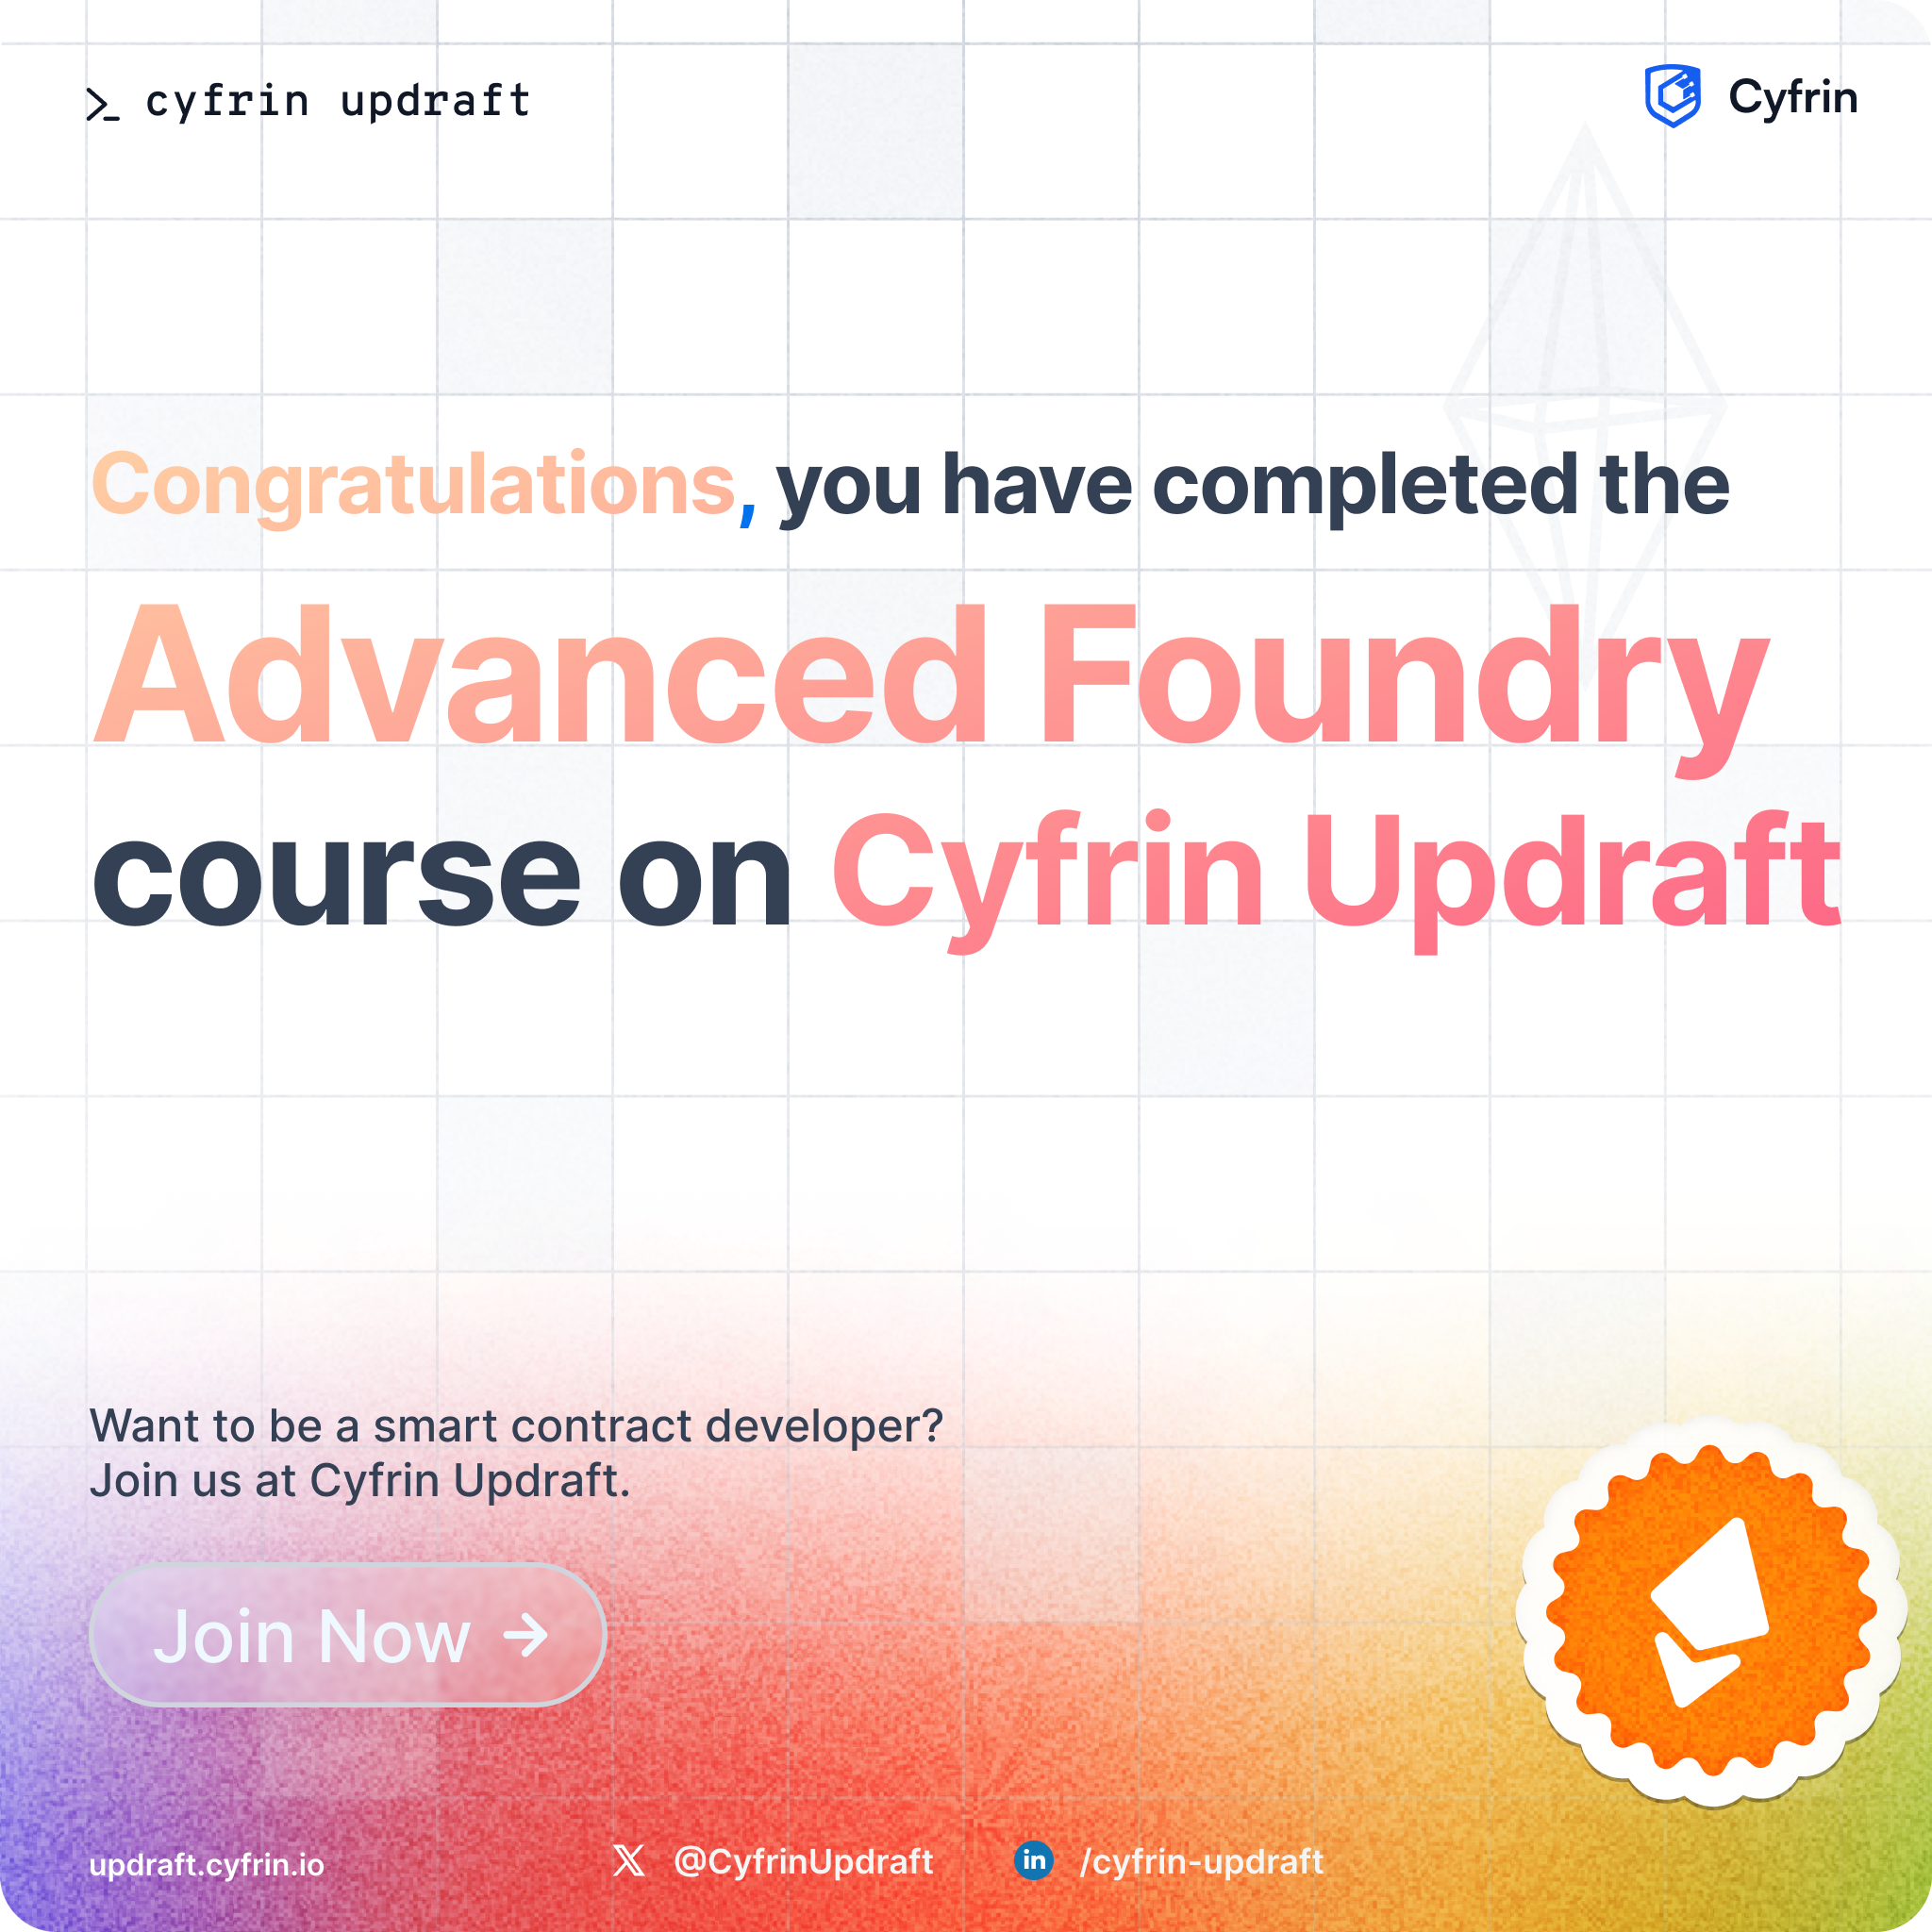 >_ cyfrin updraft
Cyfrin
Congratulations, you have completed the
Advanced Foundry
course on Cyfrin Updraft
Want to be a smart contract developer?
Join us at Cyfrin Updraft.
Join Now →
updraft.cyfrin.io
@CyfrinUpdraft
in /cyfrin-updraft